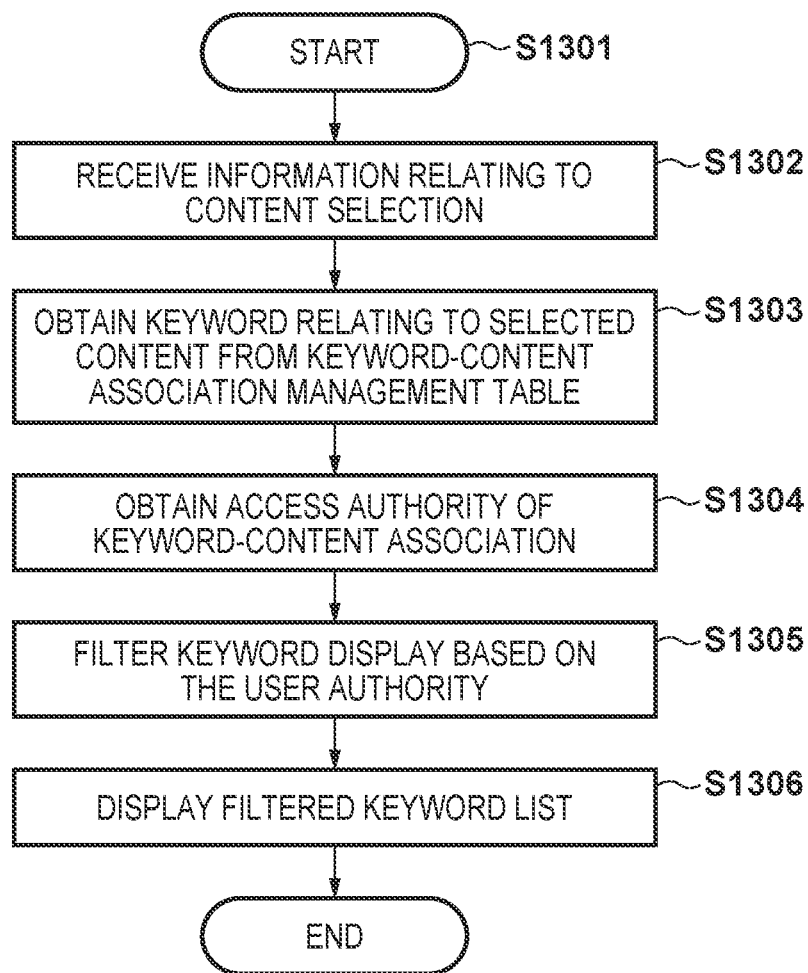 START
S1301
RECEIVE INFORMATION RELATING TO
CONTENT SELECTION
S1302
OBTAIN KEYWORD RELATING TO SELECTED
CONTENT FROM KEYWORD-CONTENT
ASSOCIATION MANAGEMENT TABLE
S1303
OBTAIN ACCESS AUTHORITY OF
KEYWORD-CONTENT ASSOCIATION
S1304
FILTER KEYWORD DISPLAY BASED ON
THE USER AUTHORITY
S1305
DISPLAY FILTERED KEYWORD LIST
S1306
END